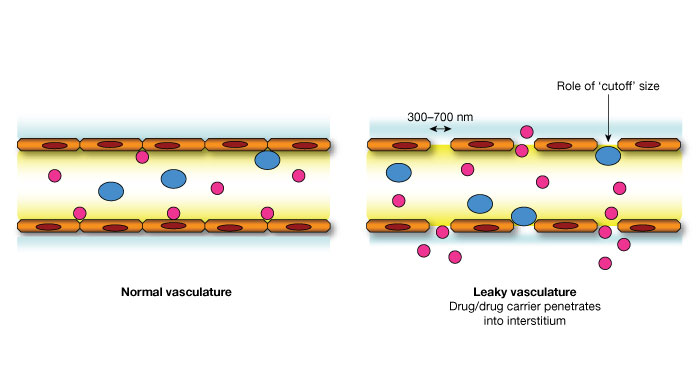 Role of ‘cutoff’ size
300–700 nm
Normal vasculature
Leaky vasculature
Drug/drug carrier penetrates
into interstitium